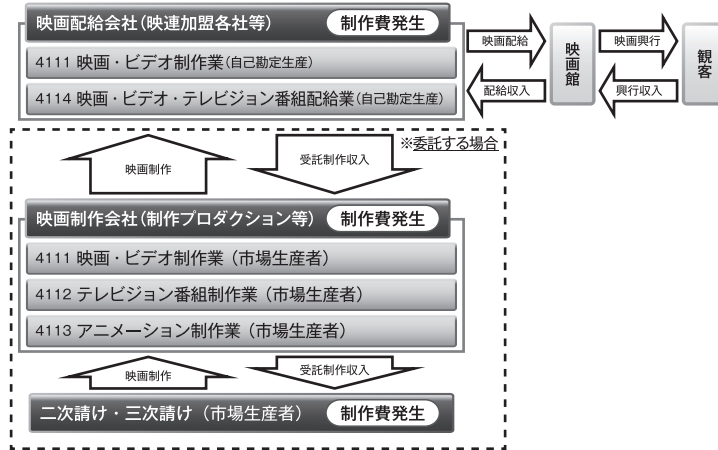 映画配給会社(映連加盟各社等) 制作費発生
4111 映画・ビデオ制作業(自己勘定生産)
4114 映画・ビデオ・テレビジョン番組配給業(自己勘定生産)
映画配給
配給収入
映画館
映画興行
興行収入
観客
※委託する場合
映画制作
受託制作収入
映画制作会社(制作プロダクション等) 制作費発生
4111 映画・ビデオ制作業(市場生産者)
4112 テレビジョン番組制作業(市場生産者)
4113 アニメーション制作業(市場生産者)
映画制作
受託制作収入
二次請け・三次請け(市場生産者) 制作費発生